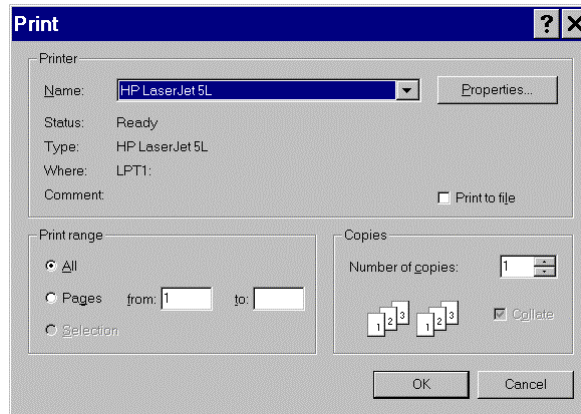 Print
Printer
Name: HP LaserJet 5L Properties...
Status: Ready
Type: HP LaserJet 5L
Where: LPT1:
Comment:
Print to file
Print range
All
Pages from: 1 to:
Selection
Copies
Number of copies: 1
1 2 3 1 2 3
Collate
OK Cancel